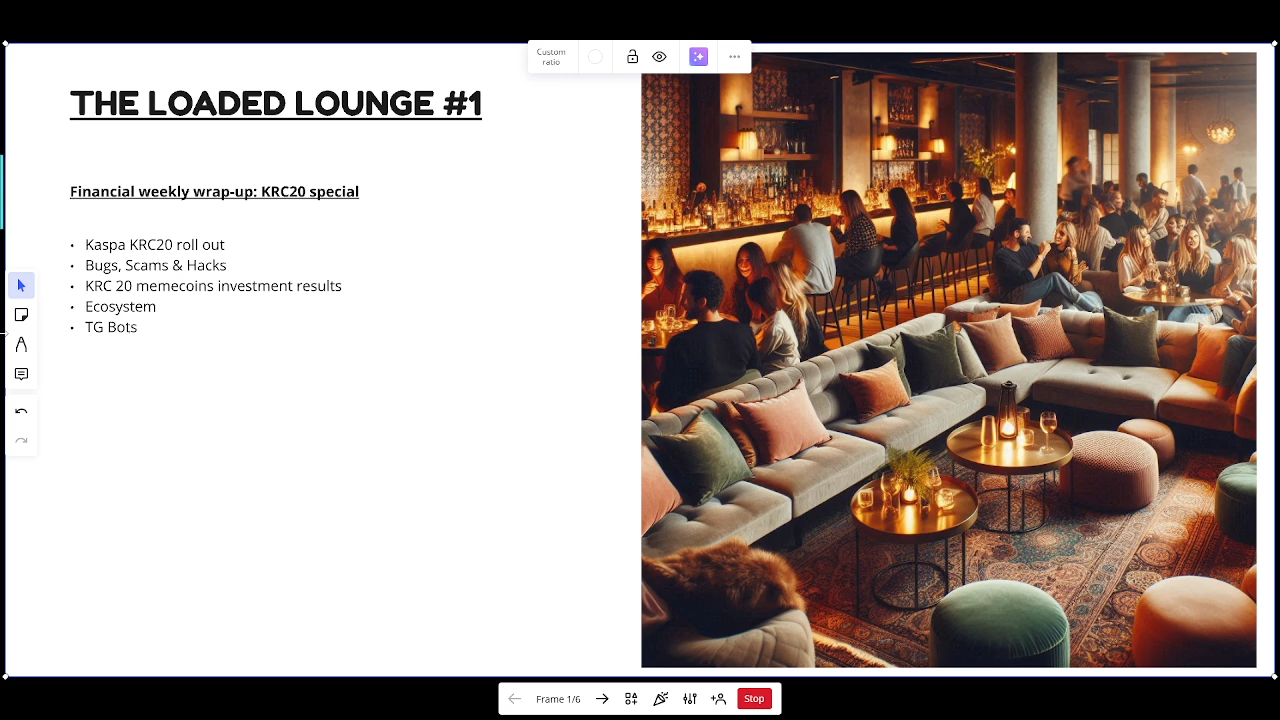 Custom
ratio
THE LOADED LOUNGE #1
Financial weekly wrap-up: KRC20 special
• Kaspa KRC20 roll out
• Bugs, Scams & Hacks
• KRC 20 memecoins investment results
• Ecosystem
• TG Bots
Frame 1/6
Stop